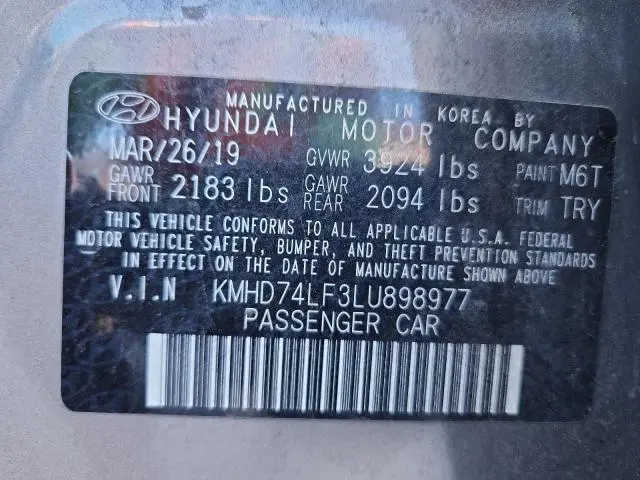 MANUFACTURED IN KOREA BY
HYUNDAI MOTOR COMPANY
MAR/26/19 GVWR 3924 lbs PAINT M6T
GAWR FRONT 2183 lbs GAWR REAR 2094 lbs TRIM TRY
THIS VEHICLE CONFORMS TO ALL APPLICABLE U.S.A. FEDERAL
MOTOR VEHICLE SAFETY, BUMPER, AND THEFT PREVENTION STANDARDS
IN EFFECT ON THE DATE OF MANUFACTURE SHOWN ABOVE
V.I.N KMHD74LF3LU898977
PASSENGER CAR